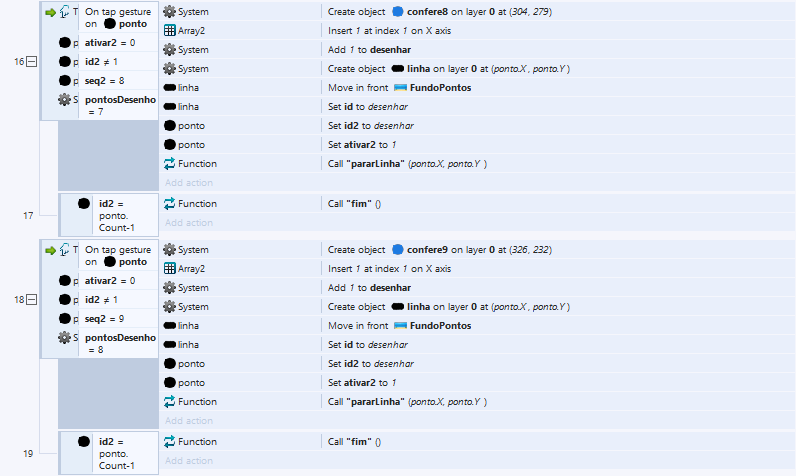 T On tap gesture on ponto System Create object confere8 on layer 0 at (304, 279)
Array2 Insert 1 at index 1 on X axis
p ativar2 = 0 System Add 1 to desenhar
16 p id2 ≠ 1 System Create object linha on layer 0 at (ponto.X , ponto.Y )
p seq2 = 8 linha Move in front FundoPontos
S pontosDesenho = 7 linha Set id to desenhar
ponto Set id2 to desenhar
ponto Set ativar2 to 1
Function Call "pararLinha" (ponto.X, ponto.Y )
Add action
17 id2 = ponto. Count-1 Function Call "fim" ()
Add action
T On tap gesture on ponto System Create object confere9 on layer 0 at (326, 232)
Array2 Insert 1 at index 1 on X axis
p ativar2 = 0 System Add 1 to desenhar
18 p id2 ≠ 1 System Create object linha on layer 0 at (ponto.X , ponto.Y )
p seq2 = 9 linha Move in front FundoPontos
S pontosDesenho = 8 linha Set id to desenhar
ponto Set id2 to desenhar
ponto Set ativar2 to 1
Function Call "pararLinha" (ponto.X, ponto.Y )
Add action
19 id2 = ponto. Count-1 Function Call "fim" ()
Add action